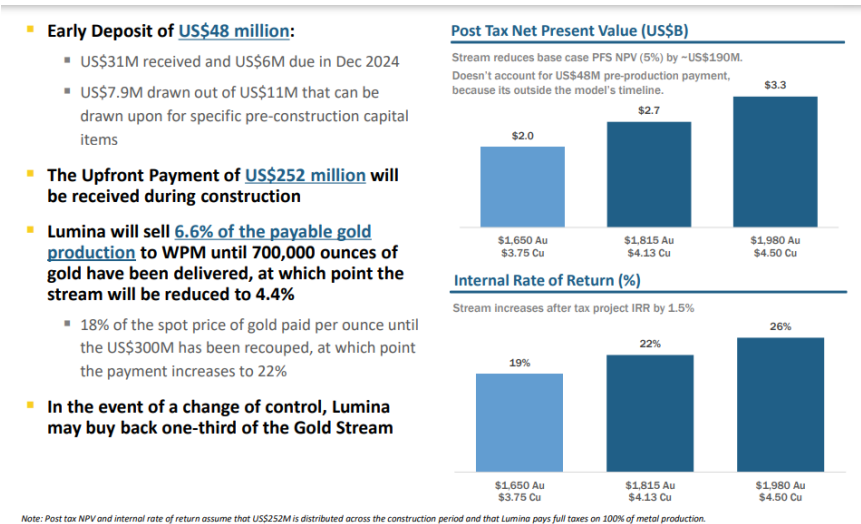 Early Deposit of US$48 million:
US$31M received and US$6M due in Dec 2024
US$7.9M drawn out of US$11M that can be
drawn upon for specific pre-construction capital
items
The Upfront Payment of US$252 million will
be received during construction
Lumina will sell 6.6% of the payable gold
production to WPM until 700,000 ounces of
gold have been delivered, at which point the
stream will be reduced to 4.4%
18% of the spot price of gold paid per ounce until
the US$300M has been recouped, at which point
the payment increases to 22%
In the event of a change of control, Lumina
may buy back one-third of the Gold Stream
Post Tax Net Present Value (US$B)
Stream reduces base case PFS NPV (5%) by ~US$190M.
Doesn't account for US$48M pre-production payment,
because its outside the model's timeline.
$2.0
$2.7
$3.3
$1,650 Au
$3.75 Cu
$1,815 Au
$4.13 Cu
$1,980 Au
$4.50 Cu
Internal Rate of Return (%)
Stream increases after tax project IRR by 1.5%
19%
22%
26%
$1,650 Au
$3.75 Cu
$1,815 Au
$4.13 Cu
$1,980 Au
$4.50 Cu
Note: Post tax NPV and internal rate of return assume that US$252M is distributed across the construction period and that Lumina pays full taxes on 100% of metal production.